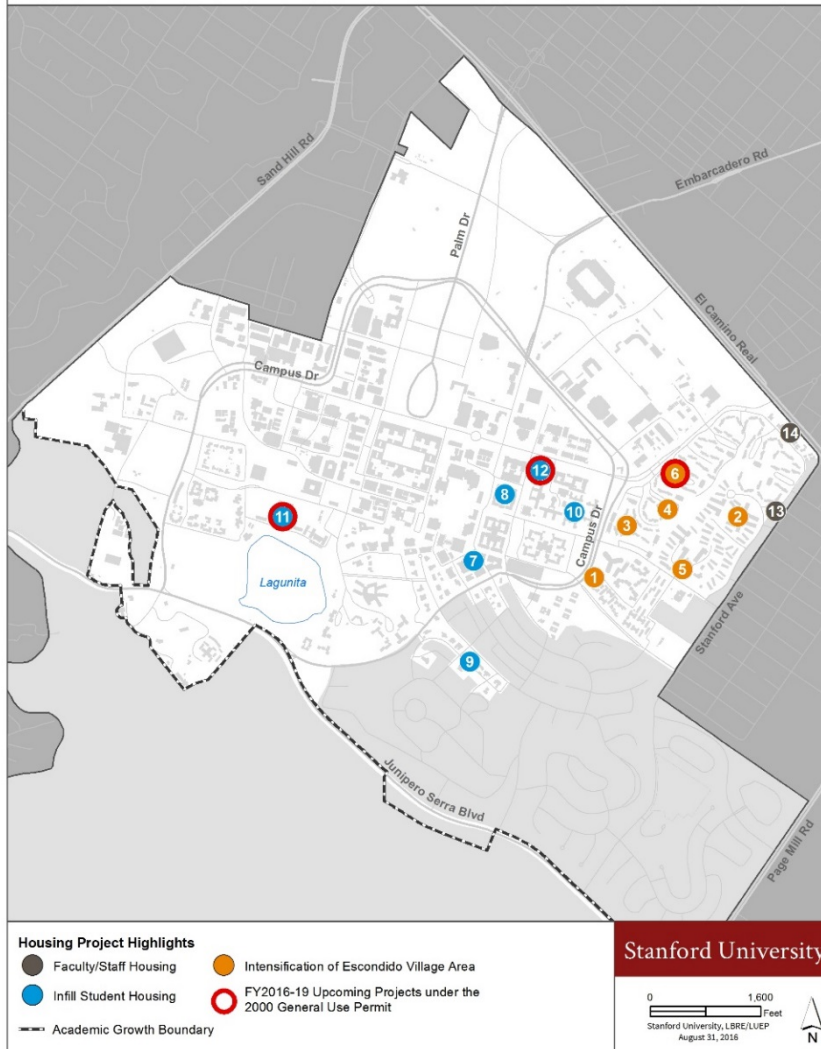 Sand Hill Rd
Embarcadero Rd
Palm Dr
El Camino Real
Campus Dr
14
12
6
8
4
11
10
2
13
3
7
Campus Dr
5
1
Lagunita
Stanford Ave
9
Junipero Serra Blvd
Page Mill Rd
Housing Project Highlights
Faculty/Staff Housing
Intensification of Escondido Village Area
Infill Student Housing
FY2016-19 Upcoming Projects under the
2000 General Use Permit
Academic Growth Boundary
Stanford University
0 1,600
Feet
Stanford University, LBRE/LUEP
August 31, 2016
N